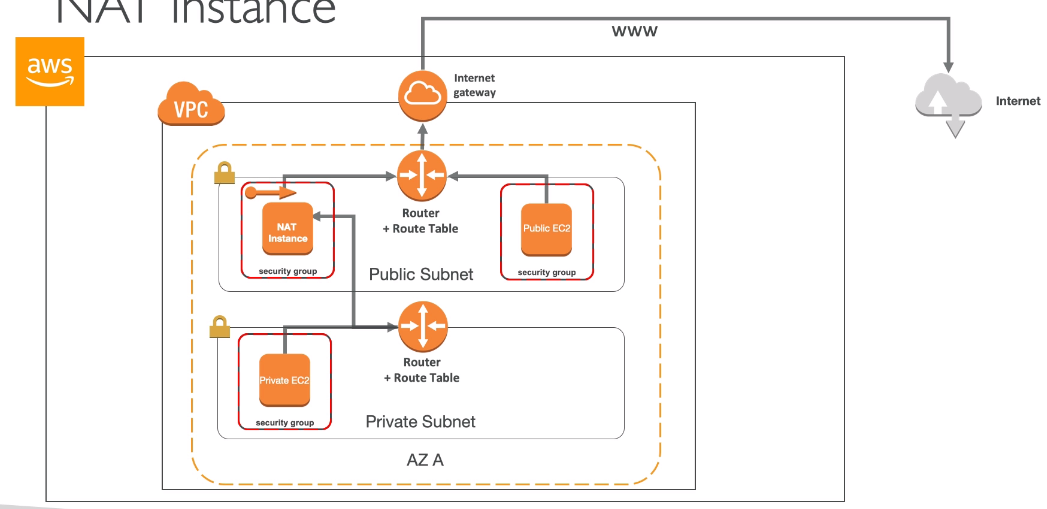 NAT Instance
WWW
aws
Internet
gateway
Internet
VPC
Router
+ Route Table
NAT
Instance
Public EC2
security group
Public Subnet
security group
Router
+ Route Table
Private EC2
security group
Private Subnet
AZ A